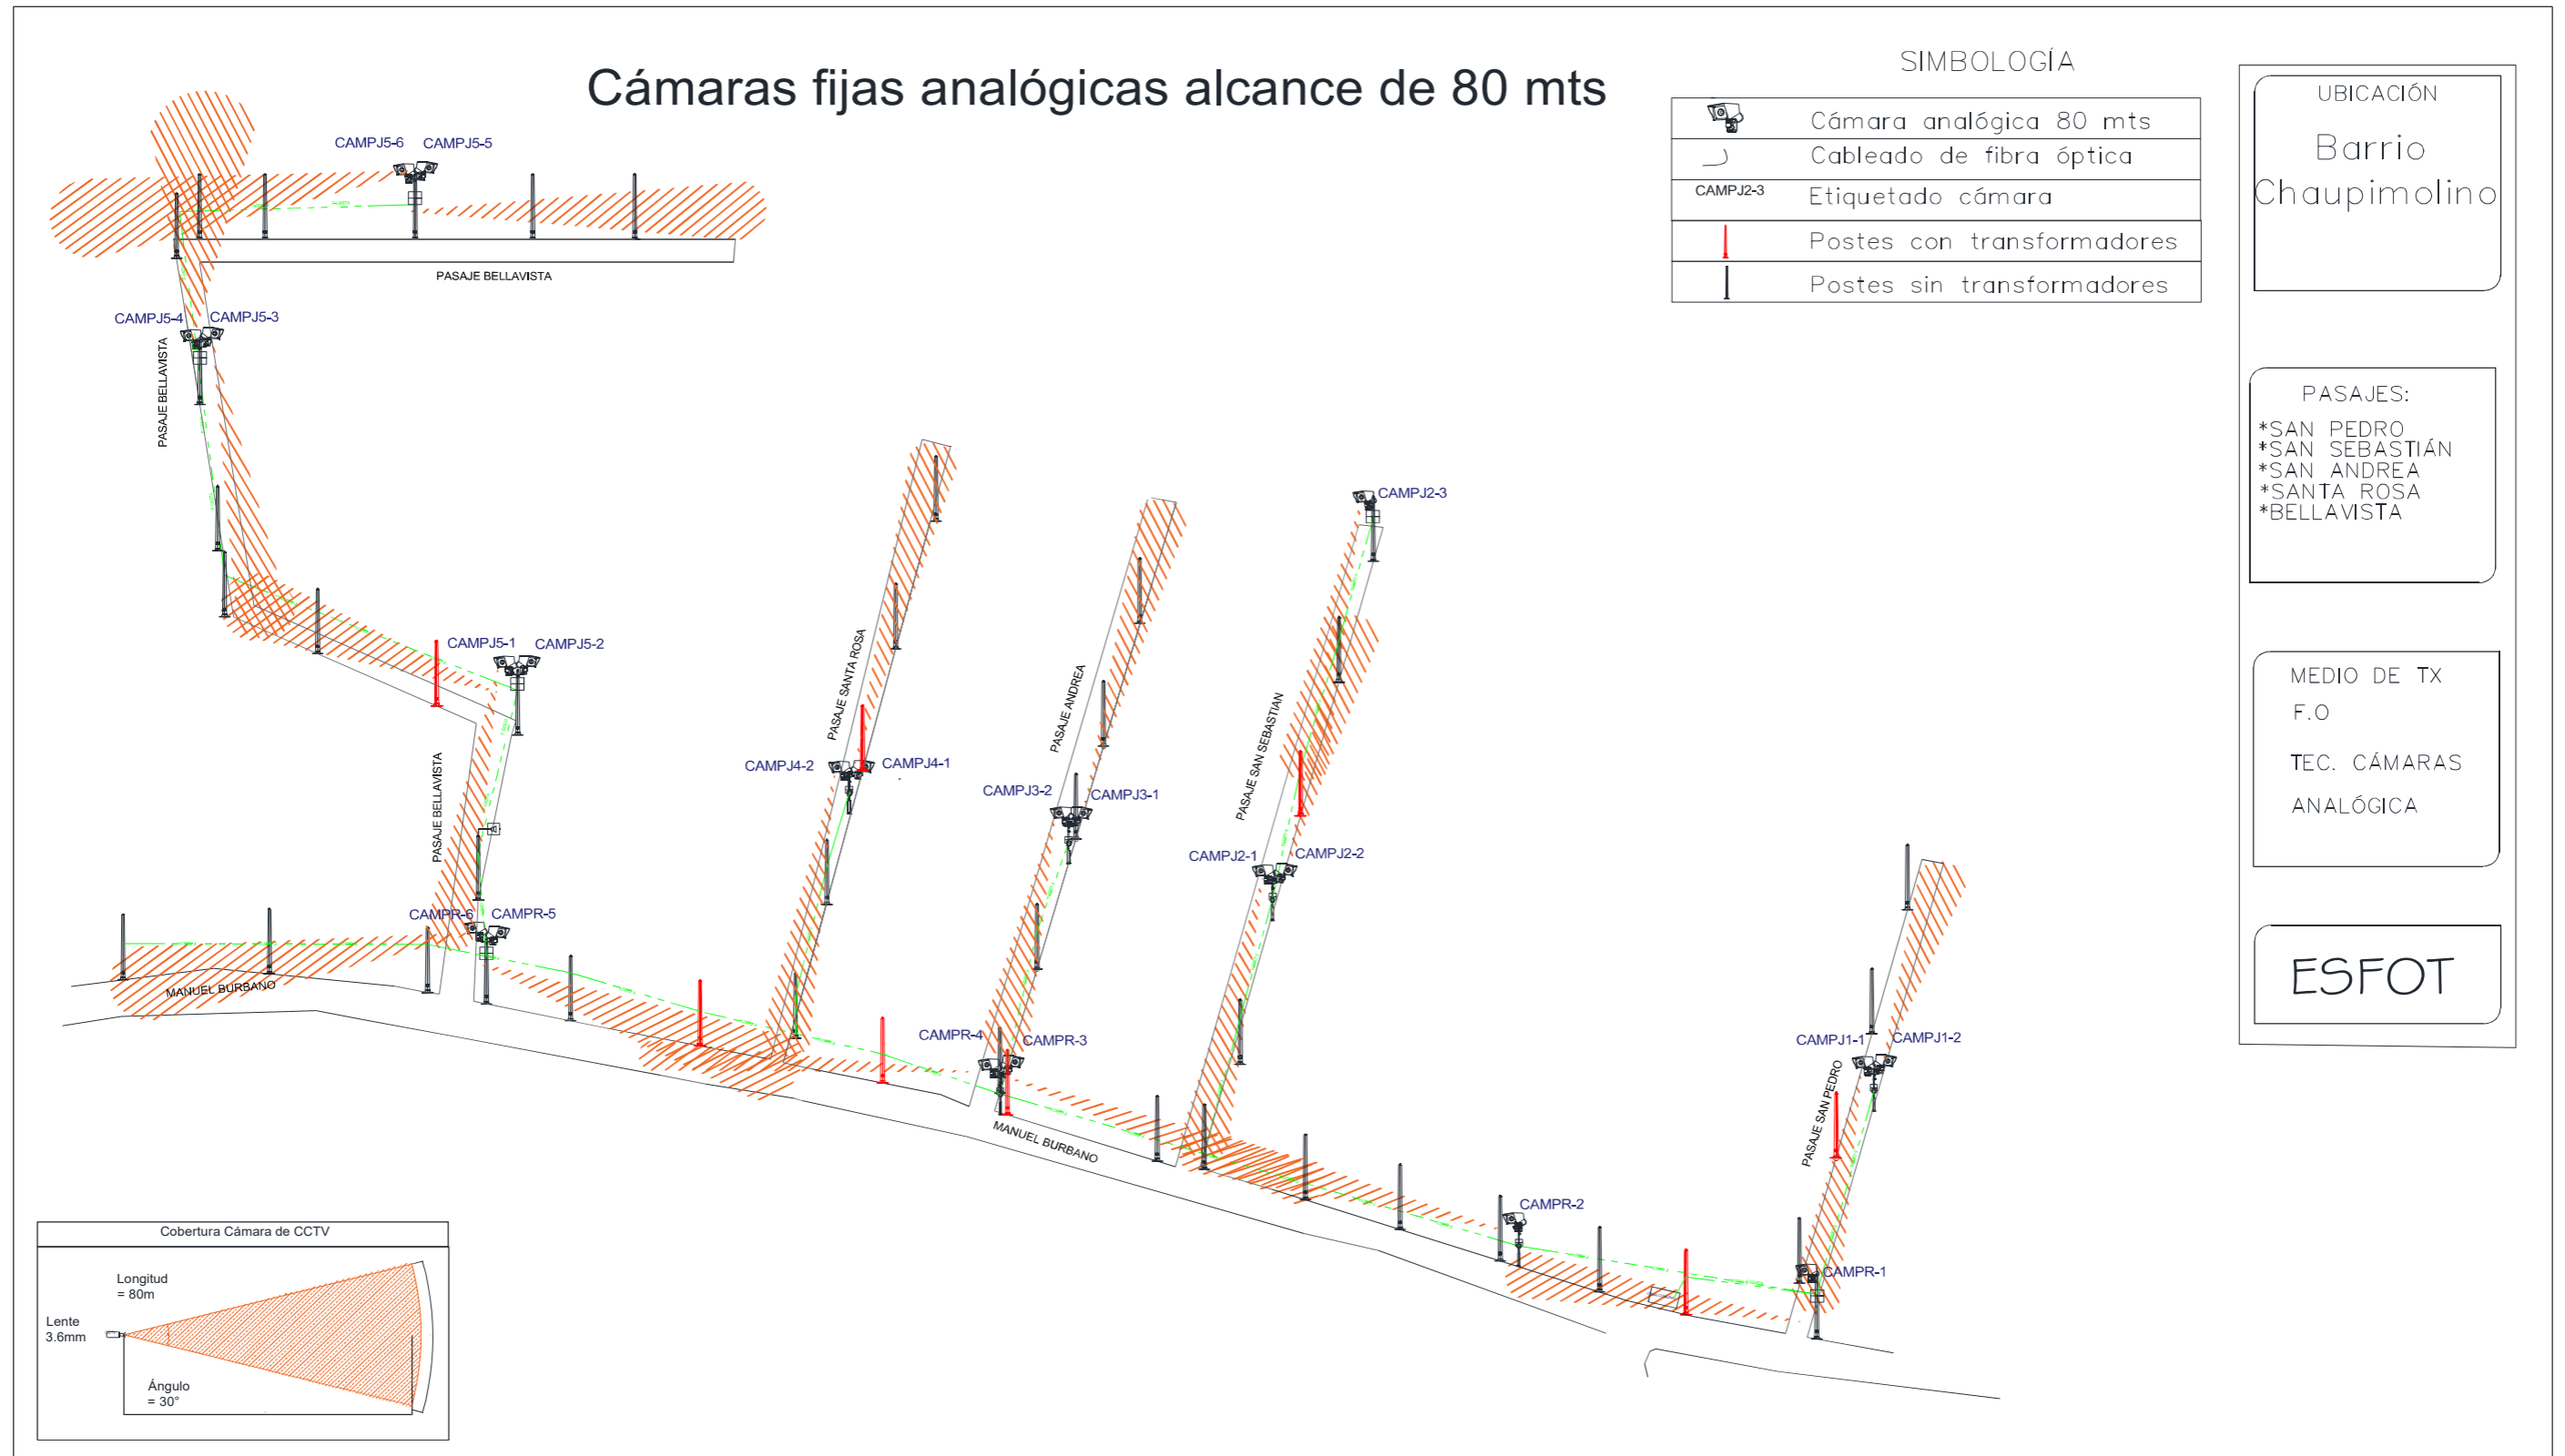 Cámaras fijas analógicas alcance de 80 mts
SIMBOLOGÍA
Cámara analógica 80 mts
Cableado de fibra óptica
CAMPJ2-3 Etiquetado cámara
Postes con transformadores
Postes sin transformadores
UBICACIÓN
Barrio
Chaupimolino
PASAJES:
*SAN PEDRO
*SAN SEBASTIÁN
*SAN ANDREA
*SANTA ROSA
*BELLAVISTA
MEDIO DE TX
F.O
TEC. CÁMARAS
ANALÓGICA
ESFOT
CAMPJ5-6 CAMPJ5-5
PASAJE BELLAVISTA
CAMPJ5-4 CAMPJ5-3
PASAJE BELLAVISTA
CAMPJ5-1 CAMPJ5-2
PASAJE BELLAVISTA
CAMPR-6 CAMPR-5
MANUEL BURBANO
PASAJE SANTA ROSA
CAMPJ4-2 CAMPJ4-1
PASAJE ANDREA
CAMPJ3-2 CAMPJ3-1
CAMPR-4 CAMPR-3
MANUEL BURBANO
CAMPJ2-3
PASAJE SAN SEBASTIAN
CAMPJ2-1 CAMPJ2-2
CAMPR-2
CAMPJ1-1 CAMPJ1-2
PASAJE SAN PEDRO
CAMPR-1
Cobertura Cámara de CCTV
Longitud
= 80m
Lente
3.6mm
Ángulo
= 30°